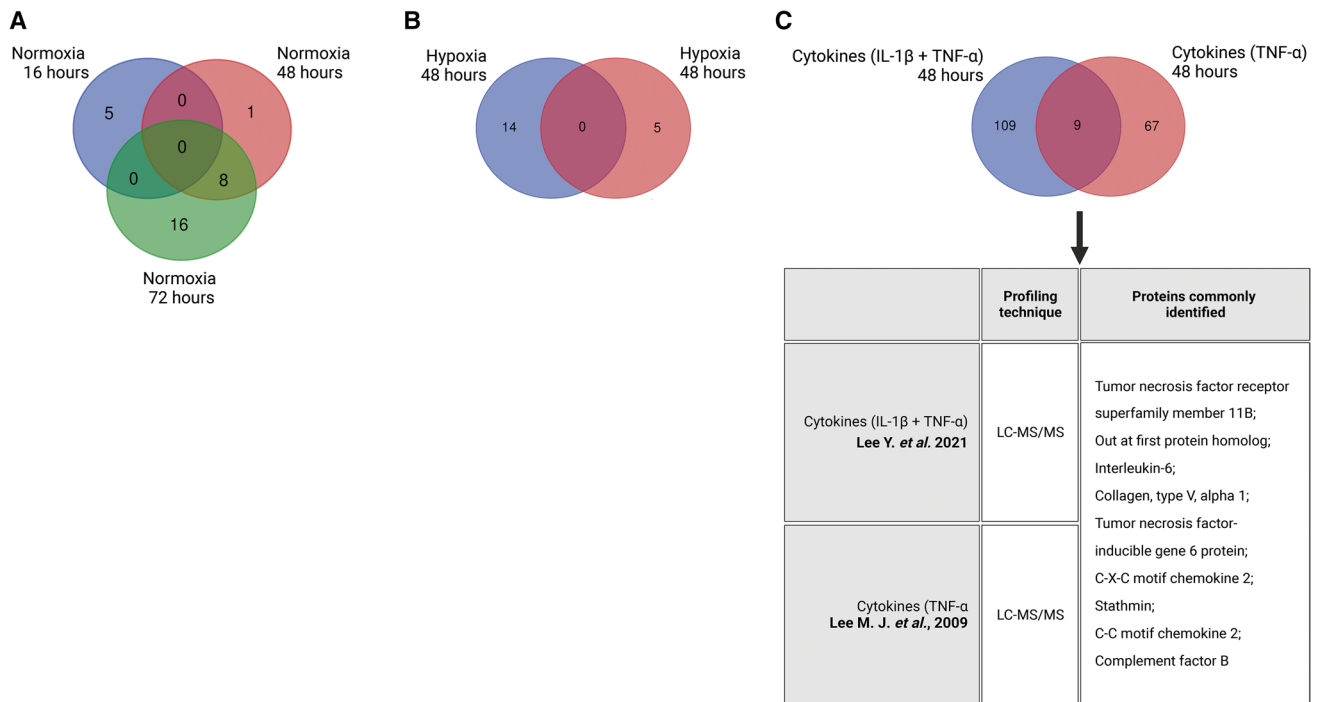 A
Normoxia
16 hours
Normoxia
48 hours
5
0
1
0
0
8
16
Normoxia
72 hours
B
Hypoxia
48 hours
Hypoxia
48 hours
14
0
5
C
Cytokines (IL-1β + TNF-α)
48 hours
Cytokines (TNF-α)
48 hours
109
9
67
Profiling
technique
Proteins commonly
identified
Cytokines (IL-1β + TNF-α)
Lee Y. et al. 2021
LC-MS/MS
Cytokines (TNF-α
Lee M. J. et al., 2009
LC-MS/MS
Tumor necrosis factor receptor
superfamily member 11B;
Out at first protein homolog;
Interleukin-6;
Collagen, type V, alpha 1;
Tumor necrosis factor-
inducible gene 6 protein;
C-X-C motif chemokine 2;
Stathmin;
C-C motif chemokine 2;
Complement factor B